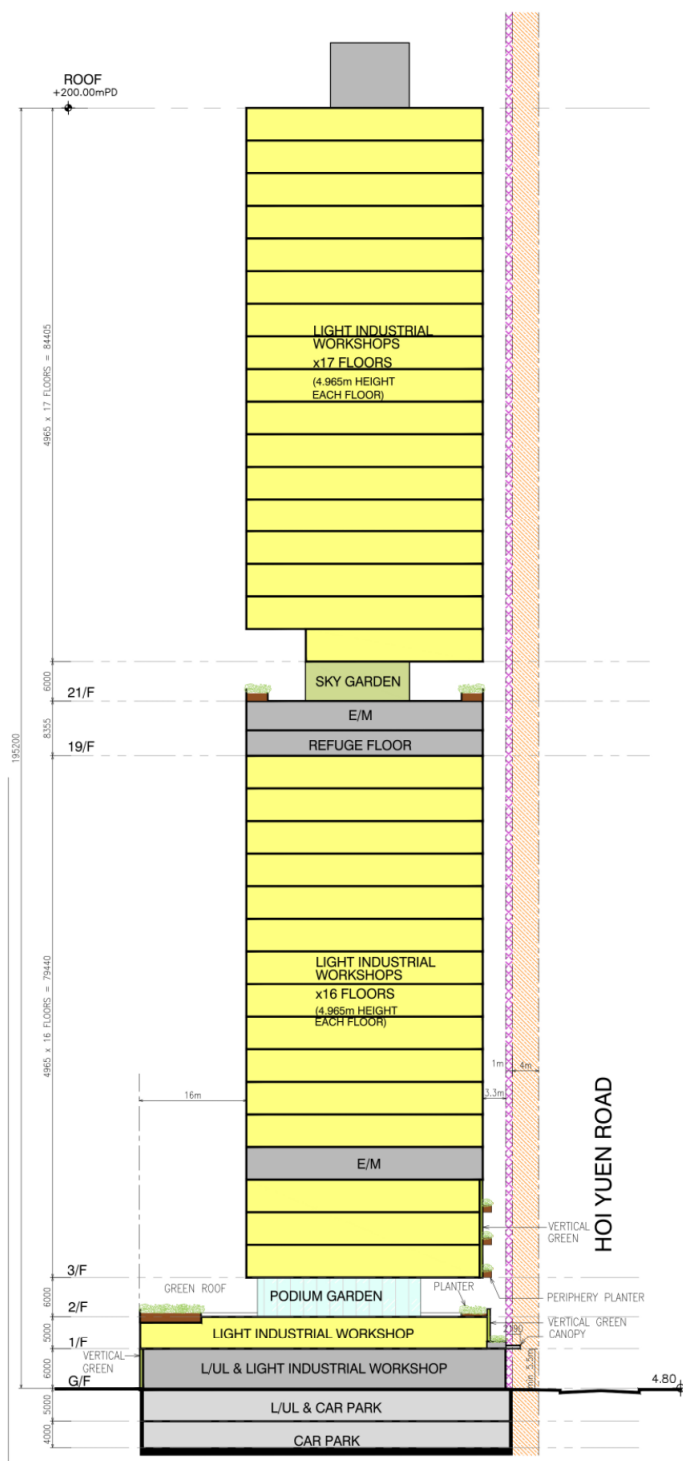 ROOF
+200.00mPD
LIGHT INDUSTRIAL
WORKSHOPS
x17 FLOORS
(4.965m HEIGHT
EACH FLOOR)
4965 x 17 FLOORS = 84405
SKY GARDEN
6000
21/F
E/M
8355
19/F
REFUGE FLOOR
195200
LIGHT INDUSTRIAL
WORKSHOPS
x16 FLOORS
(4.965m HEIGHT
EACH FLOOR)
4965 x 16 FLOORS = 79440
1m
4m
16m
3.3m
HOI YUEN ROAD
E/M
VERTICAL
GREEN
3/F
GREEN ROOF
PLANTER
PERIPHERY PLANTER
6000
PODIUM GARDEN
2/F
VERTICAL GREEN
CANOPY
5000
LIGHT INDUSTRIAL WORKSHOP
1/F
VERTICAL
GREEN
6000
L/UL & LIGHT INDUSTRIAL WORKSHOP
min. 5.5m
G/F
4.80
5000
L/UL & CAR PARK
4000
CAR PARK